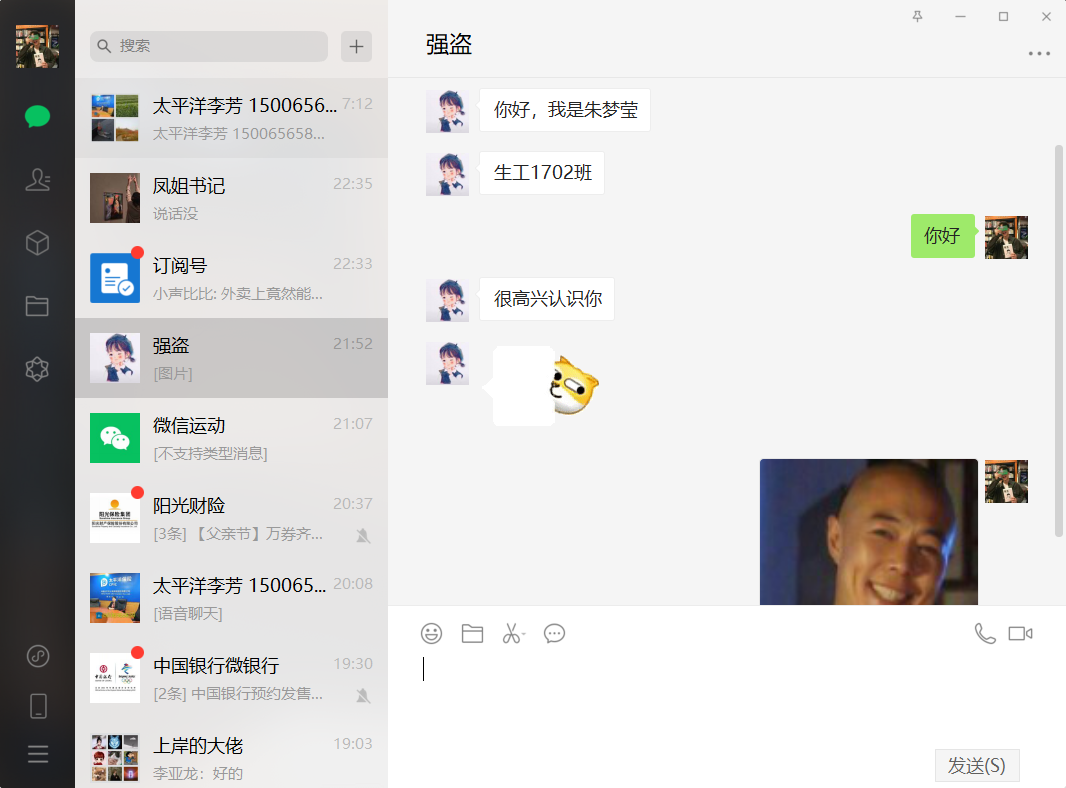 搜索
太平洋李芳 1500656... 7:12
太平洋李芳 150065658...
凤姐书记 22:35
说话没
订阅号 22:33
小声比比: 外卖上竟然能...
强盗 21:52
[图片]
微信运动 21:07
[不支持类型消息]
阳光财险 20:37
[3条] 【父亲节】万券齐...
太平洋李芳 150065... 20:08
[语音聊天]
中国银行微银行 19:30
[2条] 中国银行预约发售...
上岸的大佬 19:03
李亚龙：好的
强盗
你好，我是朱梦莹
生工1702班
你好
很高兴认识你
发送(S)